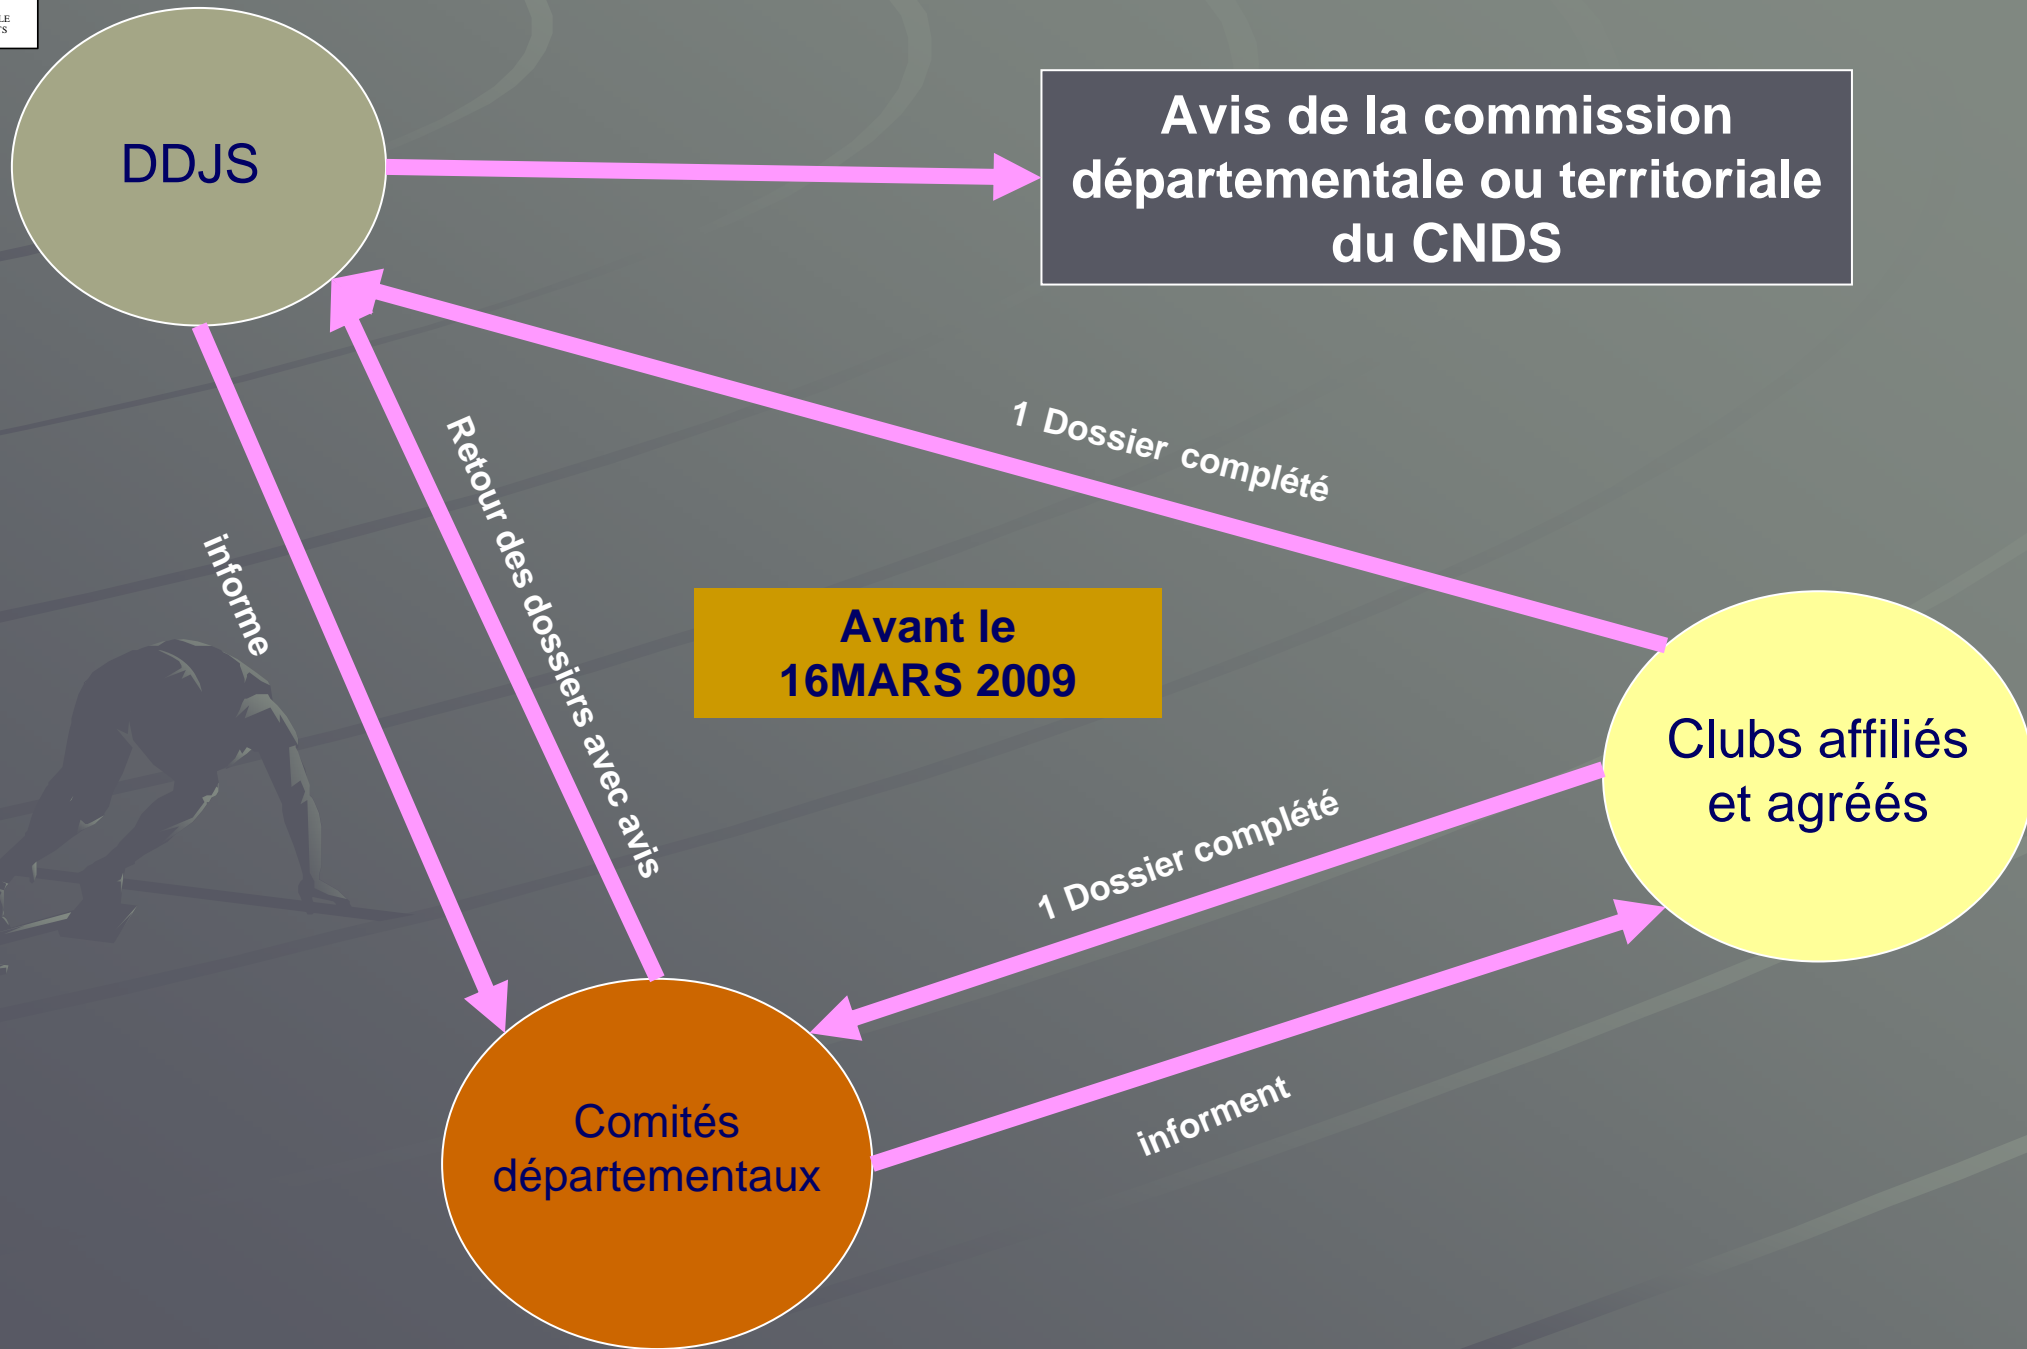 DDJS
Avis de la commission
départementale ou territoriale
du CNDS
1 Dossier complété
Retour des dossiers avec avis
informe
Avant le
16MARS 2009
Clubs affiliés
et agréés
1 Dossier complété
informent
Comités
départementaux